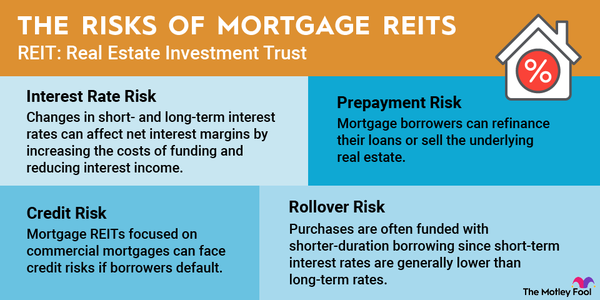 THE RISKS OF MORTGAGE REITS
REIT: Real Estate Investment Trust
%
Interest Rate Risk
Changes in short- and long-term interest
rates can affect net interest margins by
increasing the costs of funding and
reducing interest income.
Prepayment Risk
Mortgage borrowers can refinance
their loans or sell the underlying
real estate.
Credit Risk
Mortgage REITs focused on
commercial mortgages can face
credit risks if borrowers default.
Rollover Risk
Purchases are often funded with
shorter-duration borrowing since short-term
interest rates are generally lower than
long-term rates.
The Motley Fool